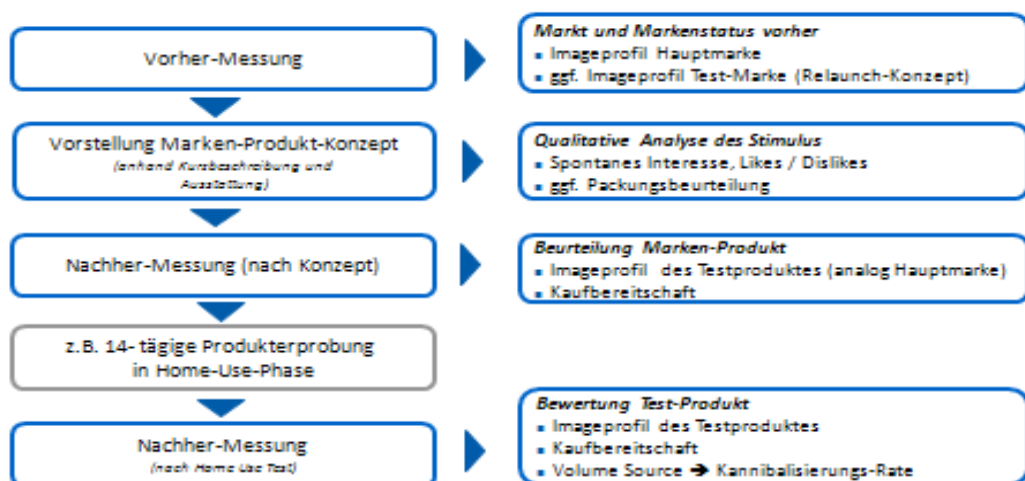 Vorher-Messung
Markt und Markenstatus vorher
▪ Imageprofil Hauptmarke
▪ ggf. Imageprofil Test-Marke (Relaunch-Konzept)
Vorstellung Marken-Produkt-Konzept
(anhand Kurzbeschreibung und
Ausstattung)
Qualitative Analyse des Stimulus
▪ Spontanes Interesse, Likes / Dislikes
▪ ggf. Packungsbeurteilung
Nachher-Messung (nach Konzept)
Beurteilung Marken-Produkt
▪ Imageprofil des Testproduktes (analog Hauptmarke)
▪ Kaufbereitschaft
z.B. 14- tägige Produkterprobung
in Home-Use-Phase
Nachher-Messung
(nach Home Use Test)
Bewertung Test-Produkt
▪ Imageprofil des Testproduktes
▪ Kaufbereitschaft
▪ Volume Source ➔ Kannibalisierungs-Rate